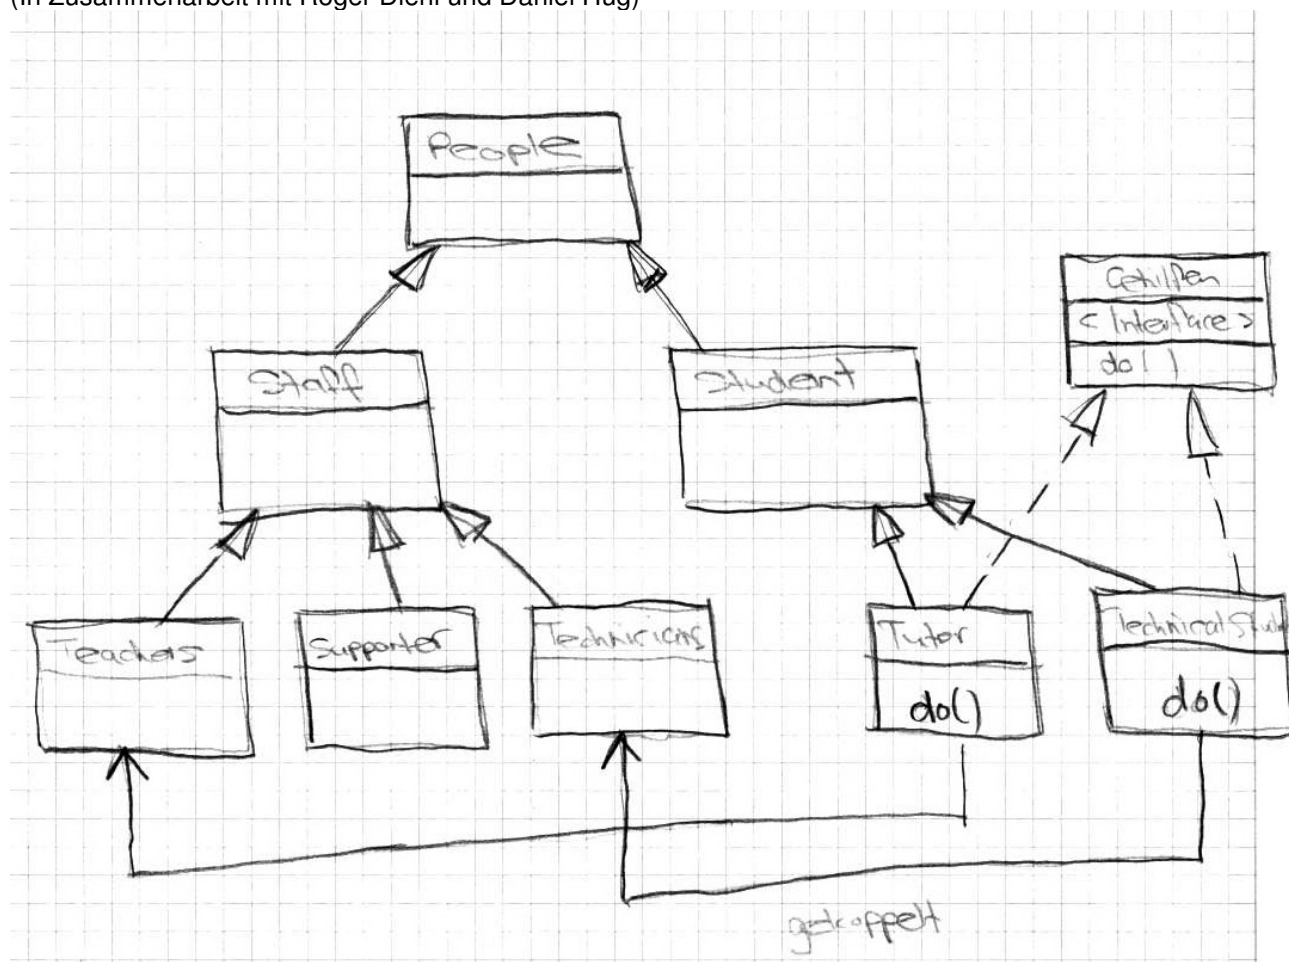 (In Zusammenarbeit mit Roger Diehl und Daniel Hug)
People
Gehilfen
< Interface >
do( )
Staff
Student
Teachers
Supporter
Technicians
Tutor
do()
do()
gekoppelt